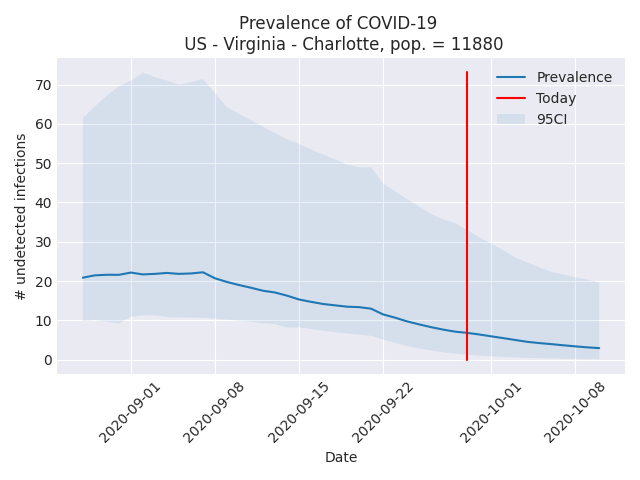 Prevalence of COVID-19
US - Virginia - Charlotte, pop. = 11880
# undetected infections
70
60
50
40
30
20
10
0
Prevalence
Today
95CI
2020-09-01
2020-09-08
2020-09-15
2020-09-22
2020-10-01
2020-10-08
Date